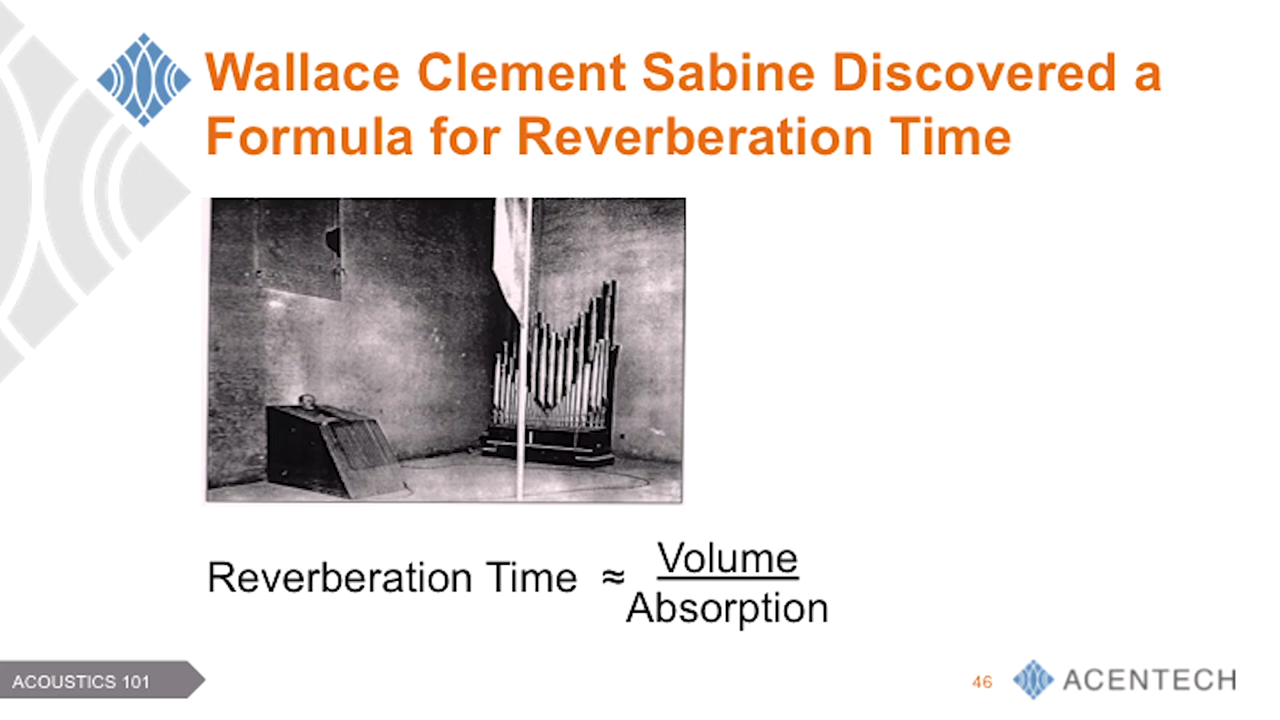 Wallace Clement Sabine Discovered a
Formula for Reverberation Time
Reverberation Time ≈ Volume
Absorption
ACOUSTICS 101
46
ACENTECH